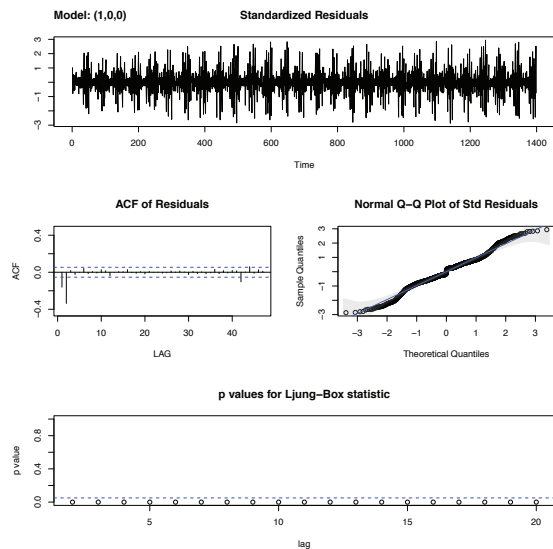 Model: (1,0,0)
Standardized Residuals
3
1
−1
−3
0 200 400 600 800 1000 1200 1400
Time
ACF of Residuals
ACF
0.4
0.0
−0.4
0 10 20 30 40
LAG
Normal Q−Q Plot of Std Residuals
Sample Quantiles
3
2
1
−1
−3
−3 −2 −1 0 1 2 3
Theoretical Quantiles
p values for Ljung−Box statistic
p value
0.8
0.4
0.0
5 10 15 20
lag